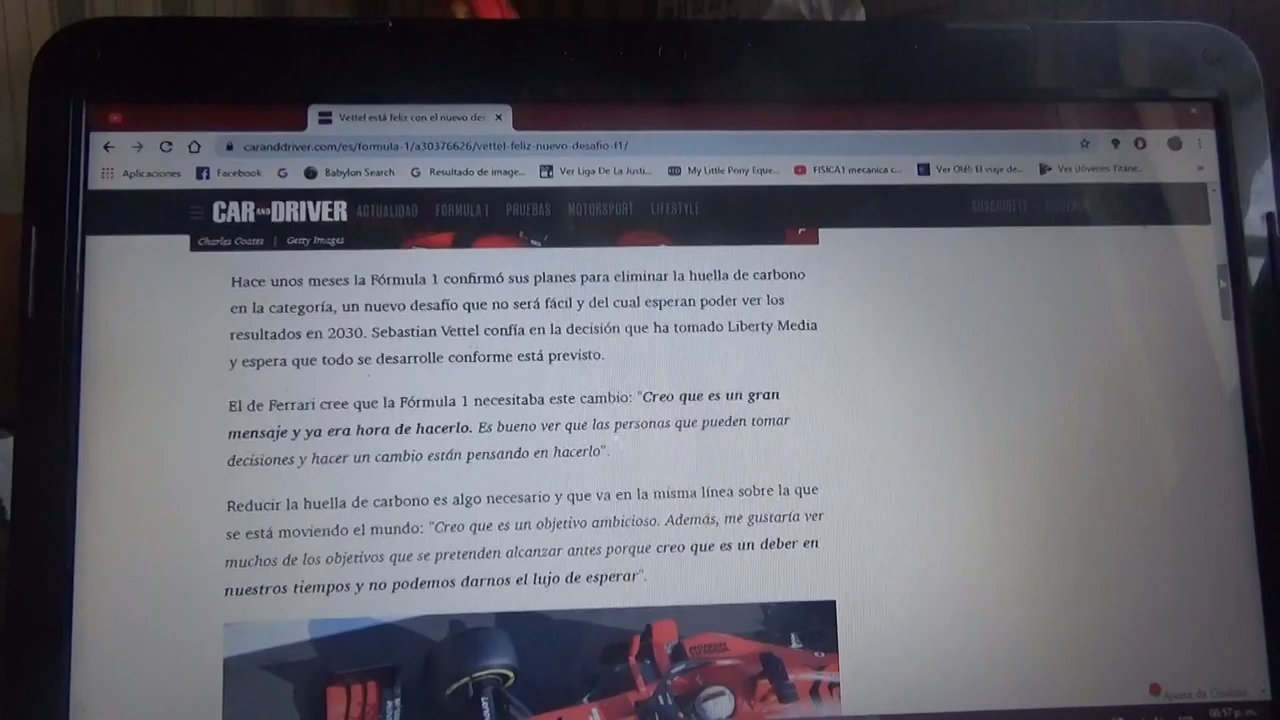 Vettel está feliz con el nuevo des
caranddriver.com/es/formula-1/a30376626/vettel-feliz-nuevo-desafio-f1/
Aplicaciones Facebook Babylon Search Resultado de image... Ver Liga De La Justi... My Little Pony Eque... FISICA1 mecanica c... Ver Olé!: El viaje de... Ver Jóvenes Titane...
CAR AND DRIVER ACTUALIDAD FORMULA 1 PRUEBAS MOTORSPORT LIFESTYLE SUSCRÍBETE
Charles Coates | Getty Images
Hace unos meses la Fórmula 1 confirmó sus planes para eliminar la huella de carbono
en la categoría, un nuevo desafío que no será fácil y del cual esperan poder ver los
resultados en 2030. Sebastian Vettel confía en la decisión que ha tomado Liberty Media
y espera que todo se desarrolle conforme está previsto.
El de Ferrari cree que la Fórmula 1 necesitaba este cambio: "Creo que es un gran
mensaje y ya era hora de hacerlo. Es bueno ver que las personas que pueden tomar
decisiones y hacer un cambio están pensando en hacerlo".
Reducir la huella de carbono es algo necesario y que va en la misma línea sobre la que
se está moviendo el mundo: "Creo que es un objetivo ambicioso. Además, me gustaría ver
muchos de los objetivos que se pretenden alcanzar antes porque creo que es un deber en
nuestros tiempos y no podemos darnos el lujo de esperar".
06:57 p. m.